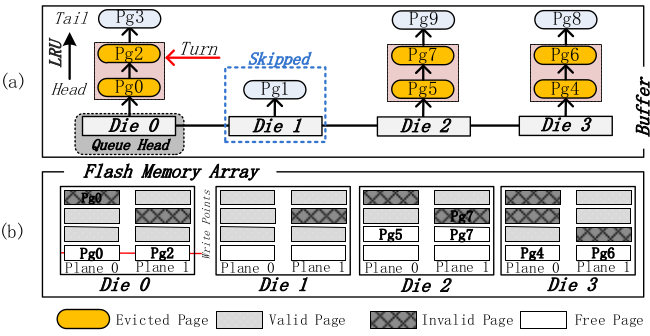 Tail
Pg3
Pg9
Pg8
LRU
Pg2
Turn
Skipped
Pg7
Pg6
(a)
Head
Pg0
Pg1
Pg5
Pg4
Buffer
Die 0
Die 1
Die 2
Die 3
Queue Head
Flash Memory Array
(b)
Pg0
Pg7
Write Points
Pg5
Pg7
Pg0
Pg2
Pg4
Pg6
Plane 0
Plane 1
Plane 0
Plane 1
Plane 0
Plane 1
Plane 0
Plane 1
Die 0
Die 1
Die 2
Die 3
Evicted Page
Valid Page
Invalid Page
Free Page